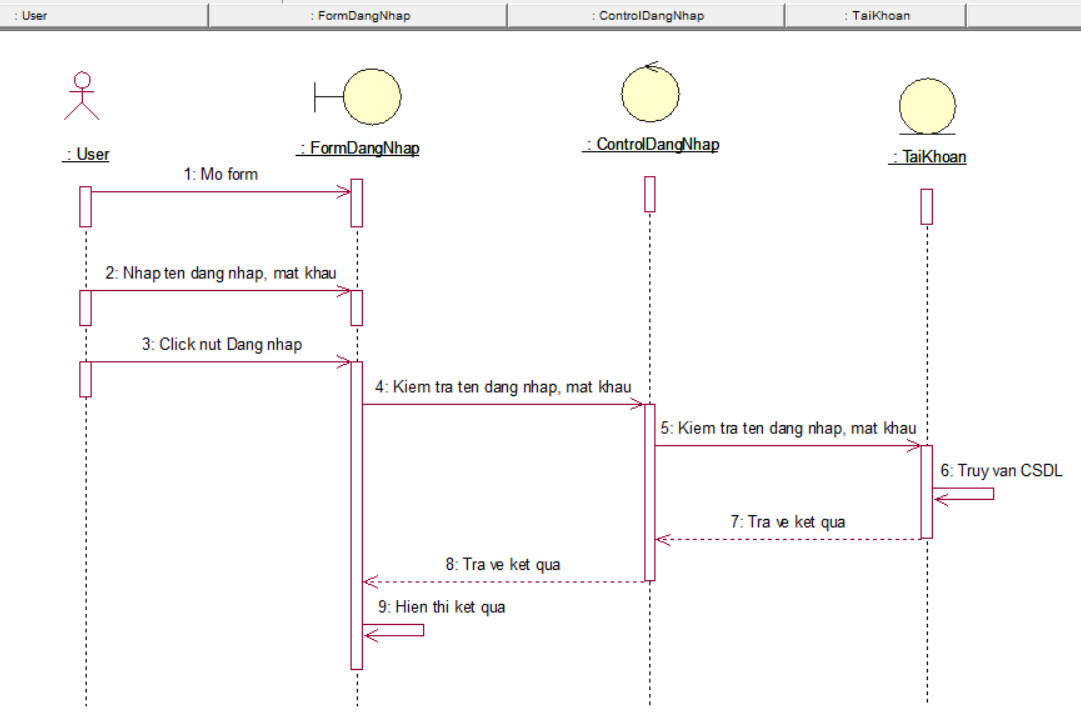 : User
: FormDangNhap
: ControlDangNhap
: TaiKhoan
: User
: FormDangNhap
: ControlDangNhap
: TaiKhoan
1: Mo form
2: Nhap ten dang nhap, mat khau
3: Click nut Dang nhap
4: Kiem tra ten dang nhap, mat khau
5: Kiem tra ten dang nhap, mat khau
6: Truy van CSDL
7: Tra ve ket qua
8: Tra ve ket qua
9: Hien thi ket qua